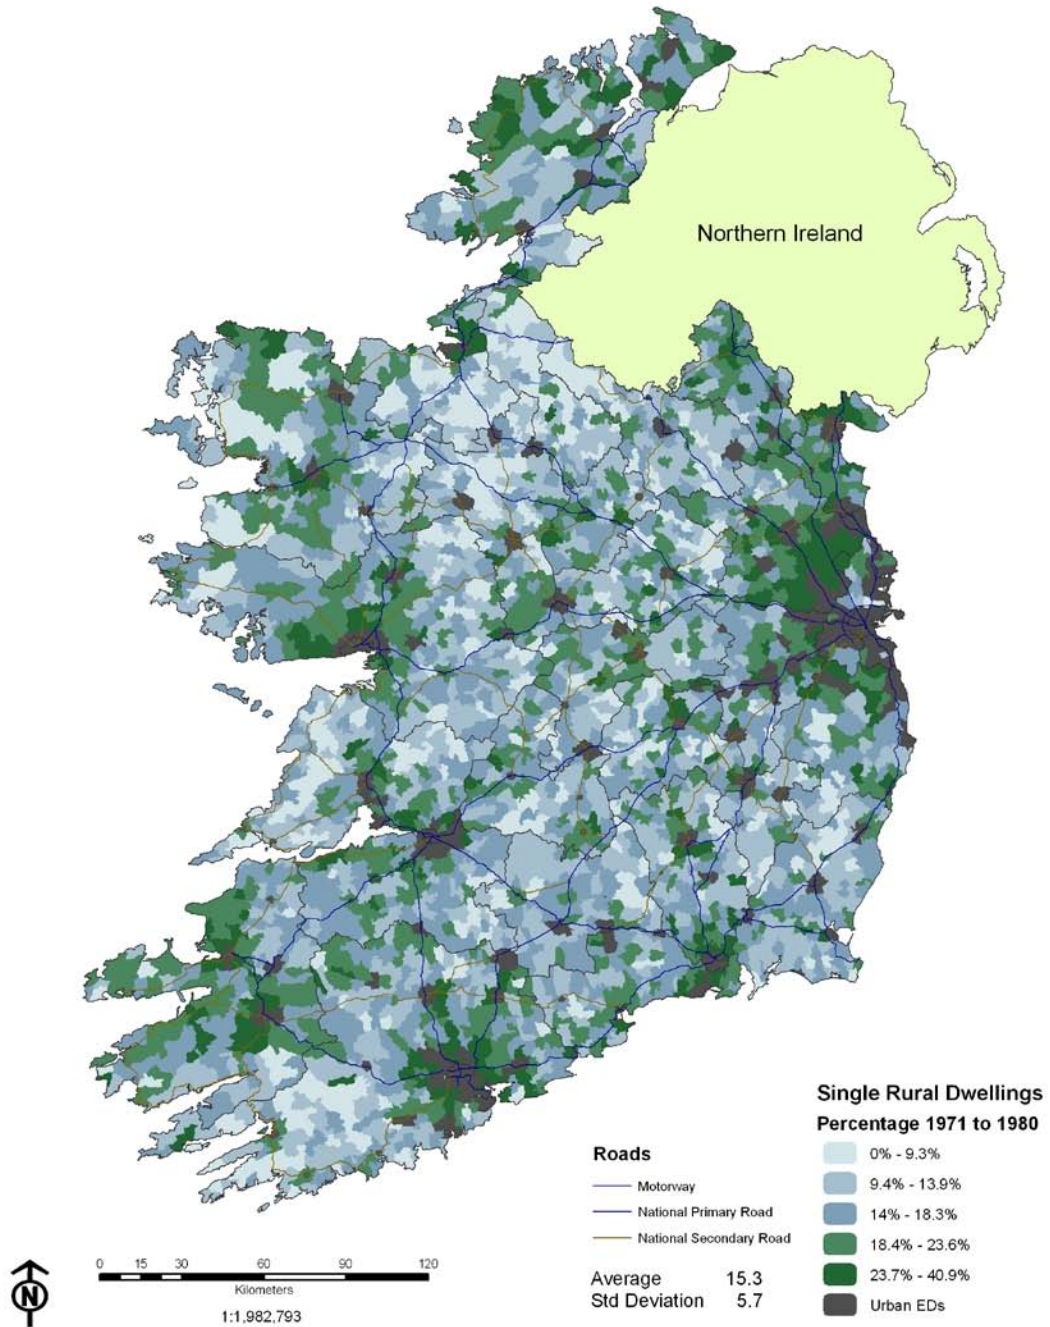 Northern Ireland
Single Rural Dwellings
Percentage 1971 to 1980
0% - 9.3%
9.4% - 13.9%
14% - 18.3%
18.4% - 23.6%
23.7% - 40.9%
Urban EDs
Roads
Motorway
National Primary Road
National Secondary Road
Average 15.3
Std Deviation 5.7
0 15 30 60 90 120
Kilometers
1:1,982,793
N